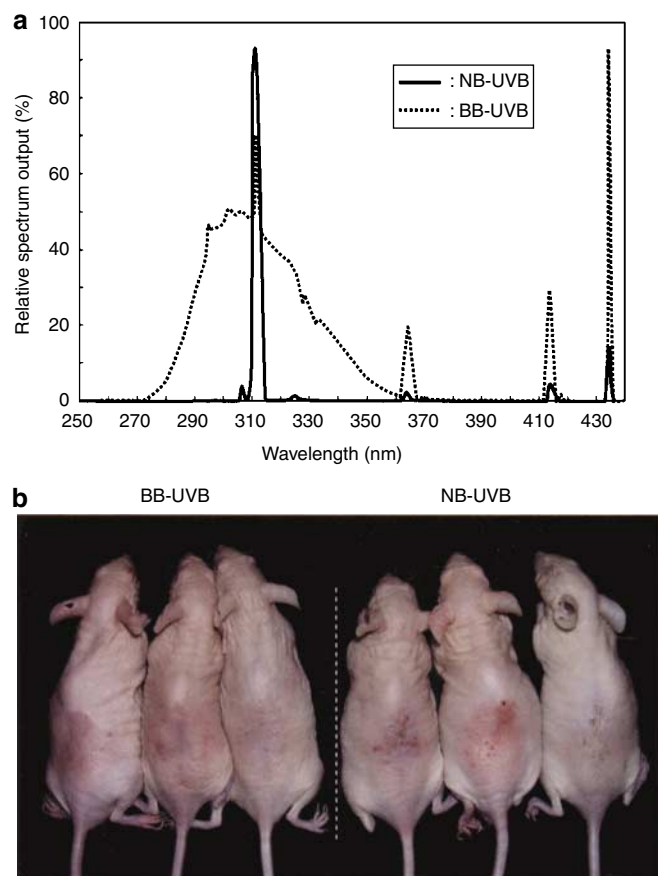 a
100
80
60
40
20
0
Relative spectrum output (%)
: NB-UVB
: BB-UVB
250 270 290 310 330 350 370 390 410 430
Wavelength (nm)
b
BB-UVB NB-UVB